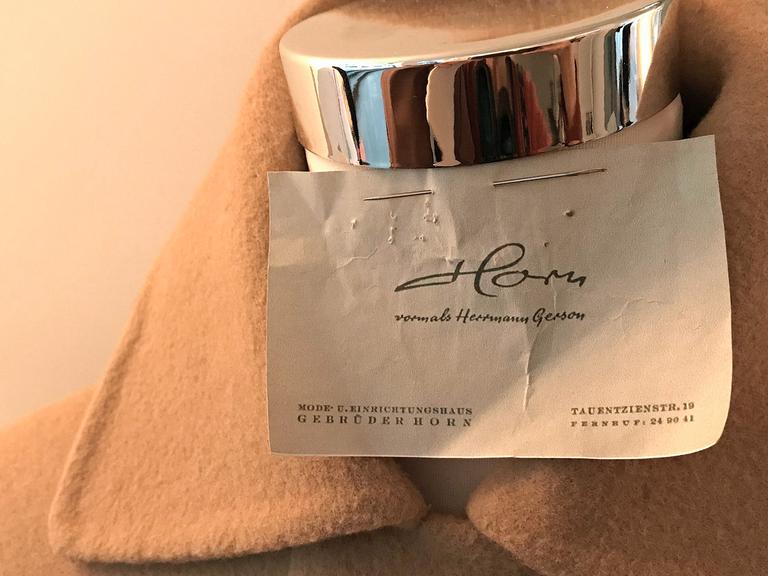 Horn
vormals Herrmann Gerson
MODE- U. EINRICHTUNGSHAUS
GEBRÜDER HORN
TAUENTZIENSTR. 19
FERNRUF: 24 90 41